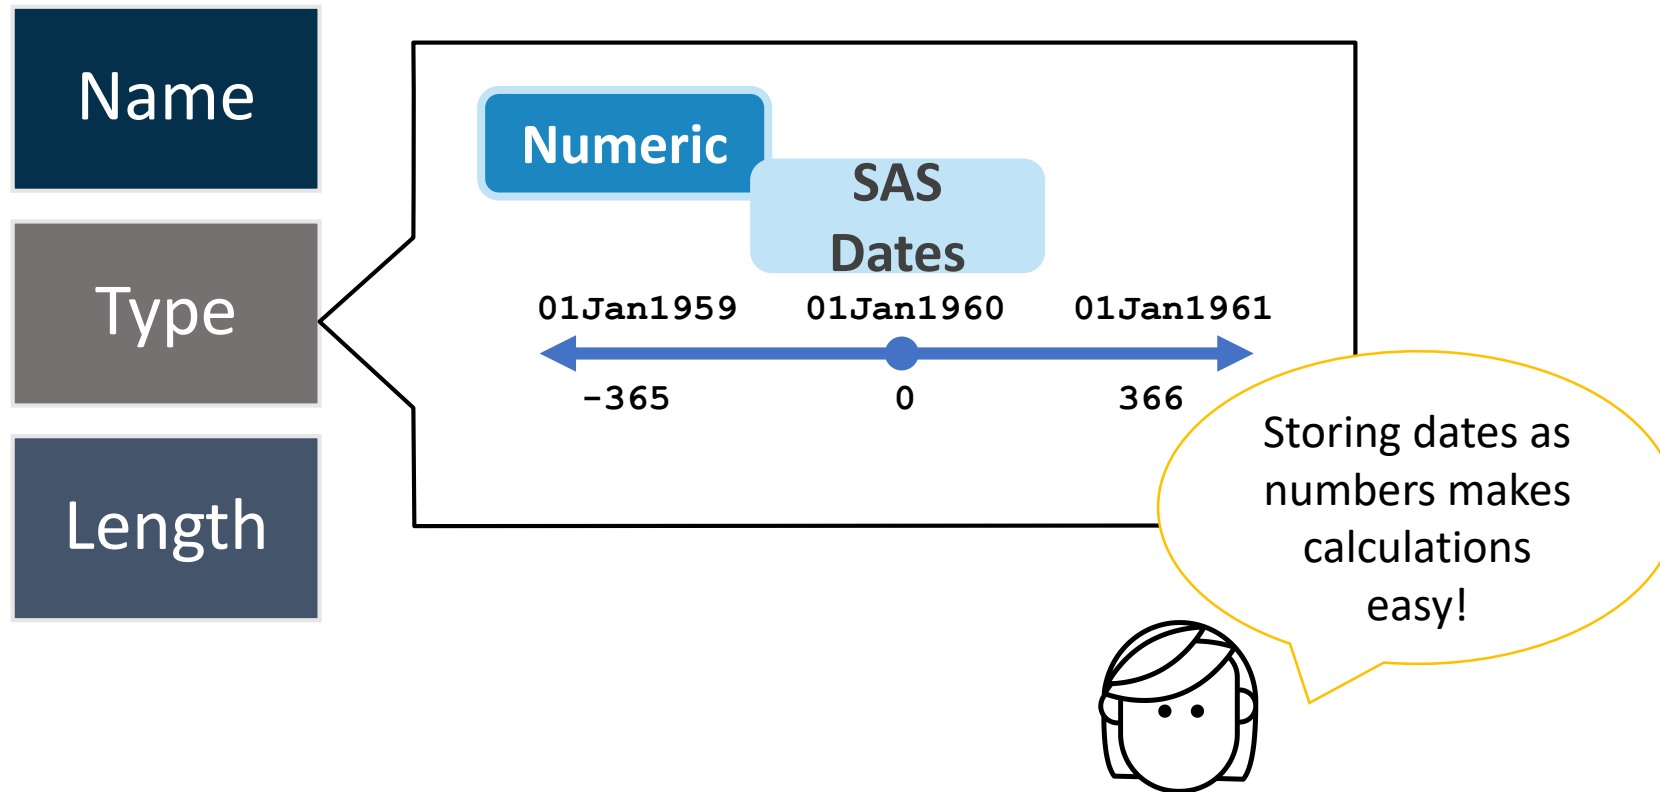 Name
Type
Length
Numeric
SAS
Dates
01Jan1959 01Jan1960 01Jan1961
-365 0 366
Storing dates as
numbers makes
calculations
easy!